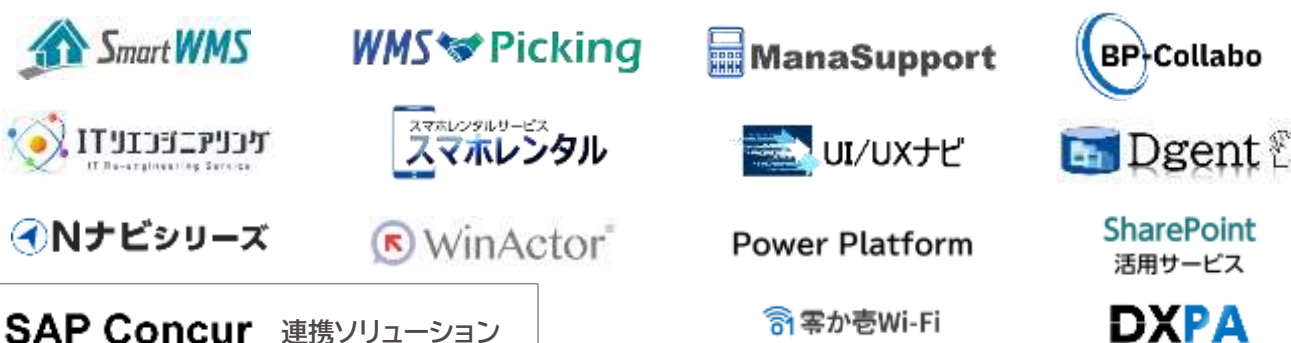 Smart WMS
WMS Picking
ManaSupport
BP-Collabo
ITリエンジニアリング
IT Re-engineering Service
スマホレンタルサービス
スマホレンタル
UI/UXナビ
Dgent
Nナビシリーズ
WinActor®
Power Platform
SharePoint
活用サービス
SAP Concur 連携ソリューション
零か壱Wi-Fi
DXPA